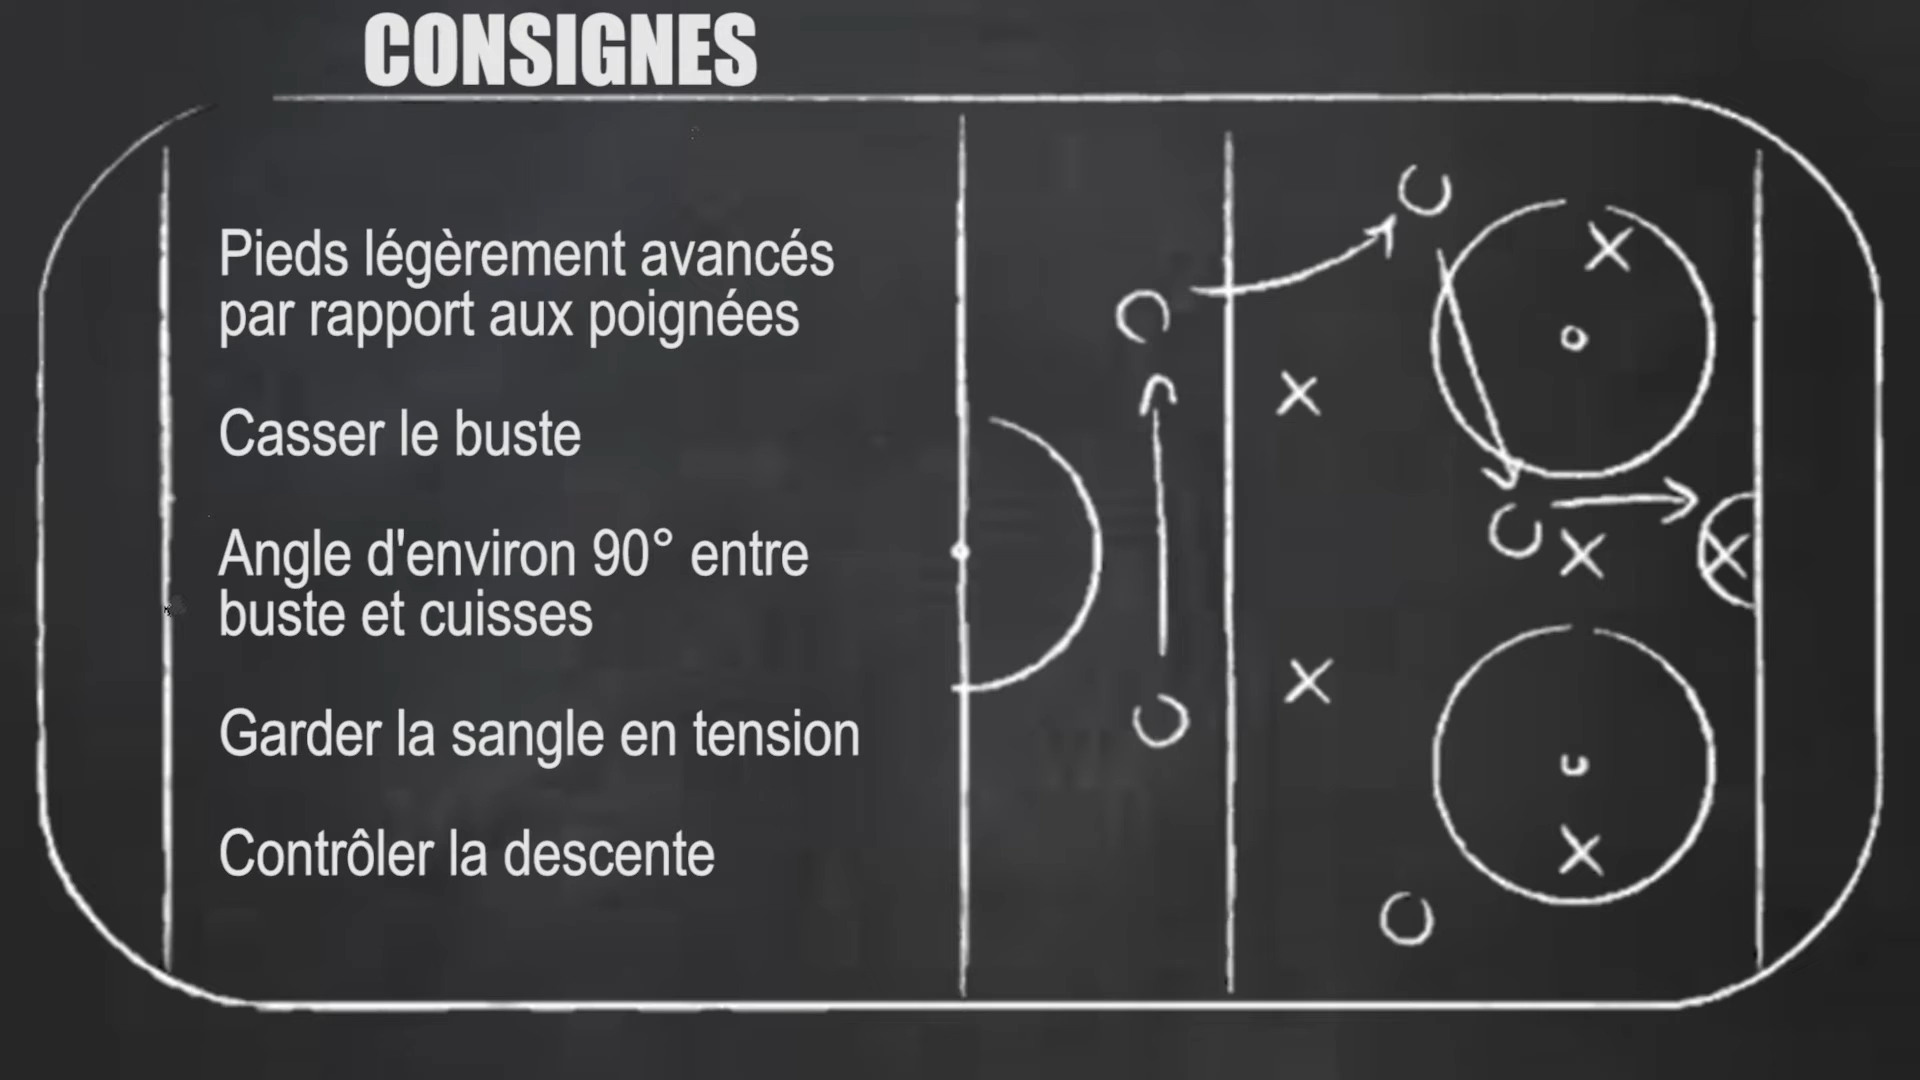 CONSIGNES
Pieds légèrement avancés
par rapport aux poignées
Casser le buste
Angle d'environ 90° entre
buste et cuisses
Garder la sangle en tension
Contrôler la descente